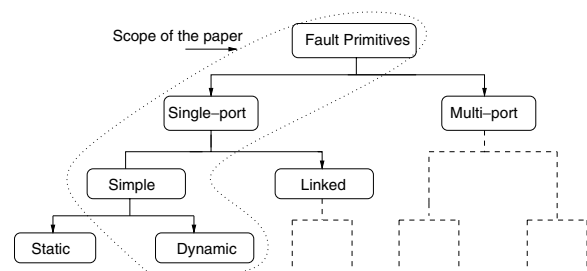 Scope of the paper
Fault Primitives
Single–port
Multi–port
Simple
Linked
Static
Dynamic